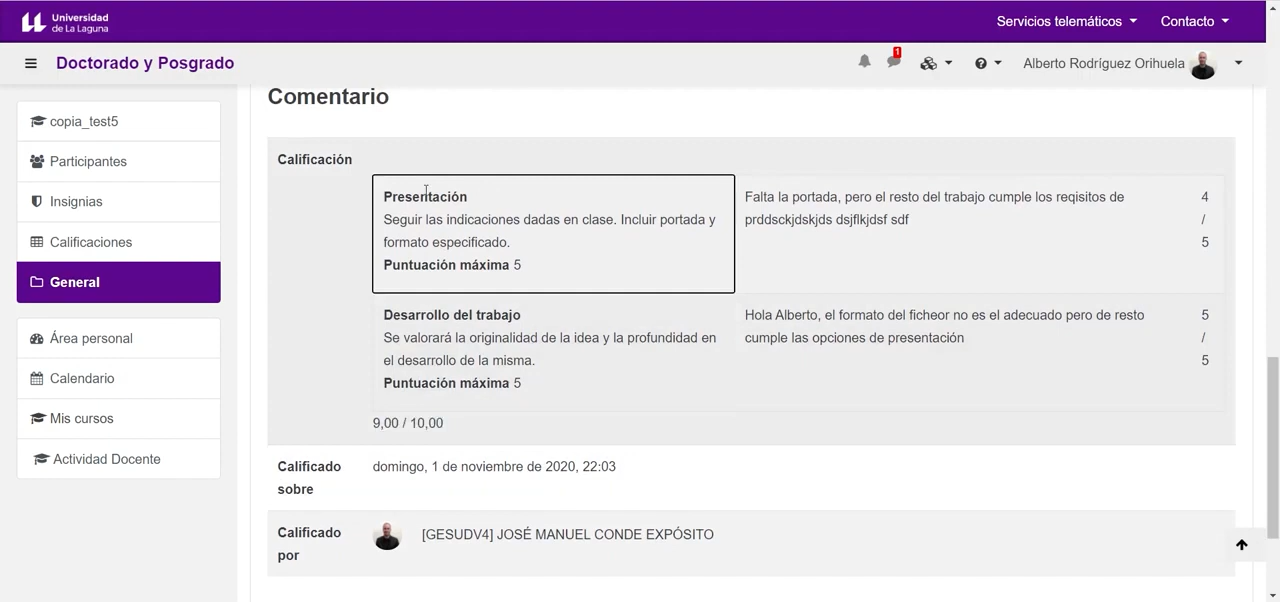 Universidad
de La Laguna
Servicios telemáticos
Contacto
Doctorado y Posgrado
1
Alberto Rodríguez Orihuela
copia_test5
Participantes
Insignias
Calificaciones
General
Área personal
Calendario
Mis cursos
Actividad Docente
Comentario
Calificación
Presentación
Seguir las indicaciones dadas en clase. Incluir portada y
formato especificado.
Puntuación máxima 5
Falta la portada, pero el resto del trabajo cumple los reqisitos de
prddsckjdskjds dsjflkjdsf sdf
4
/
5
Desarrollo del trabajo
Se valorará la originalidad de la idea y la profundidad en
el desarrollo de la misma.
Puntuación máxima 5
Hola Alberto, el formato del ficheor no es el adecuado pero de resto
cumple las opciones de presentación
5
/
5
9,00 / 10,00
Calificado
sobre
domingo, 1 de noviembre de 2020, 22:03
Calificado
por
[GESUDV4] JOSÉ MANUEL CONDE EXPÓSITO